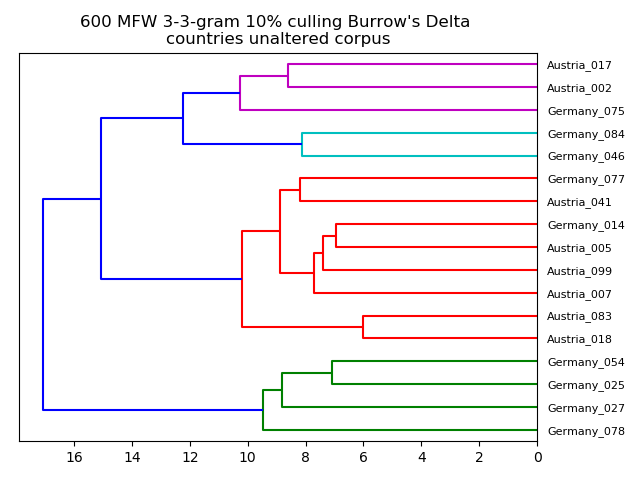 600 MFW 3-3-gram 10% culling Burrow's Delta
countries unaltered corpus
Austria_017
Austria_002
Germany_075
Germany_084
Germany_046
Germany_077
Austria_041
Germany_014
Austria_005
Austria_099
Austria_007
Austria_083
Austria_018
Germany_054
Germany_025
Germany_027
Germany_078
16 14 12 10 8 6 4 2 0